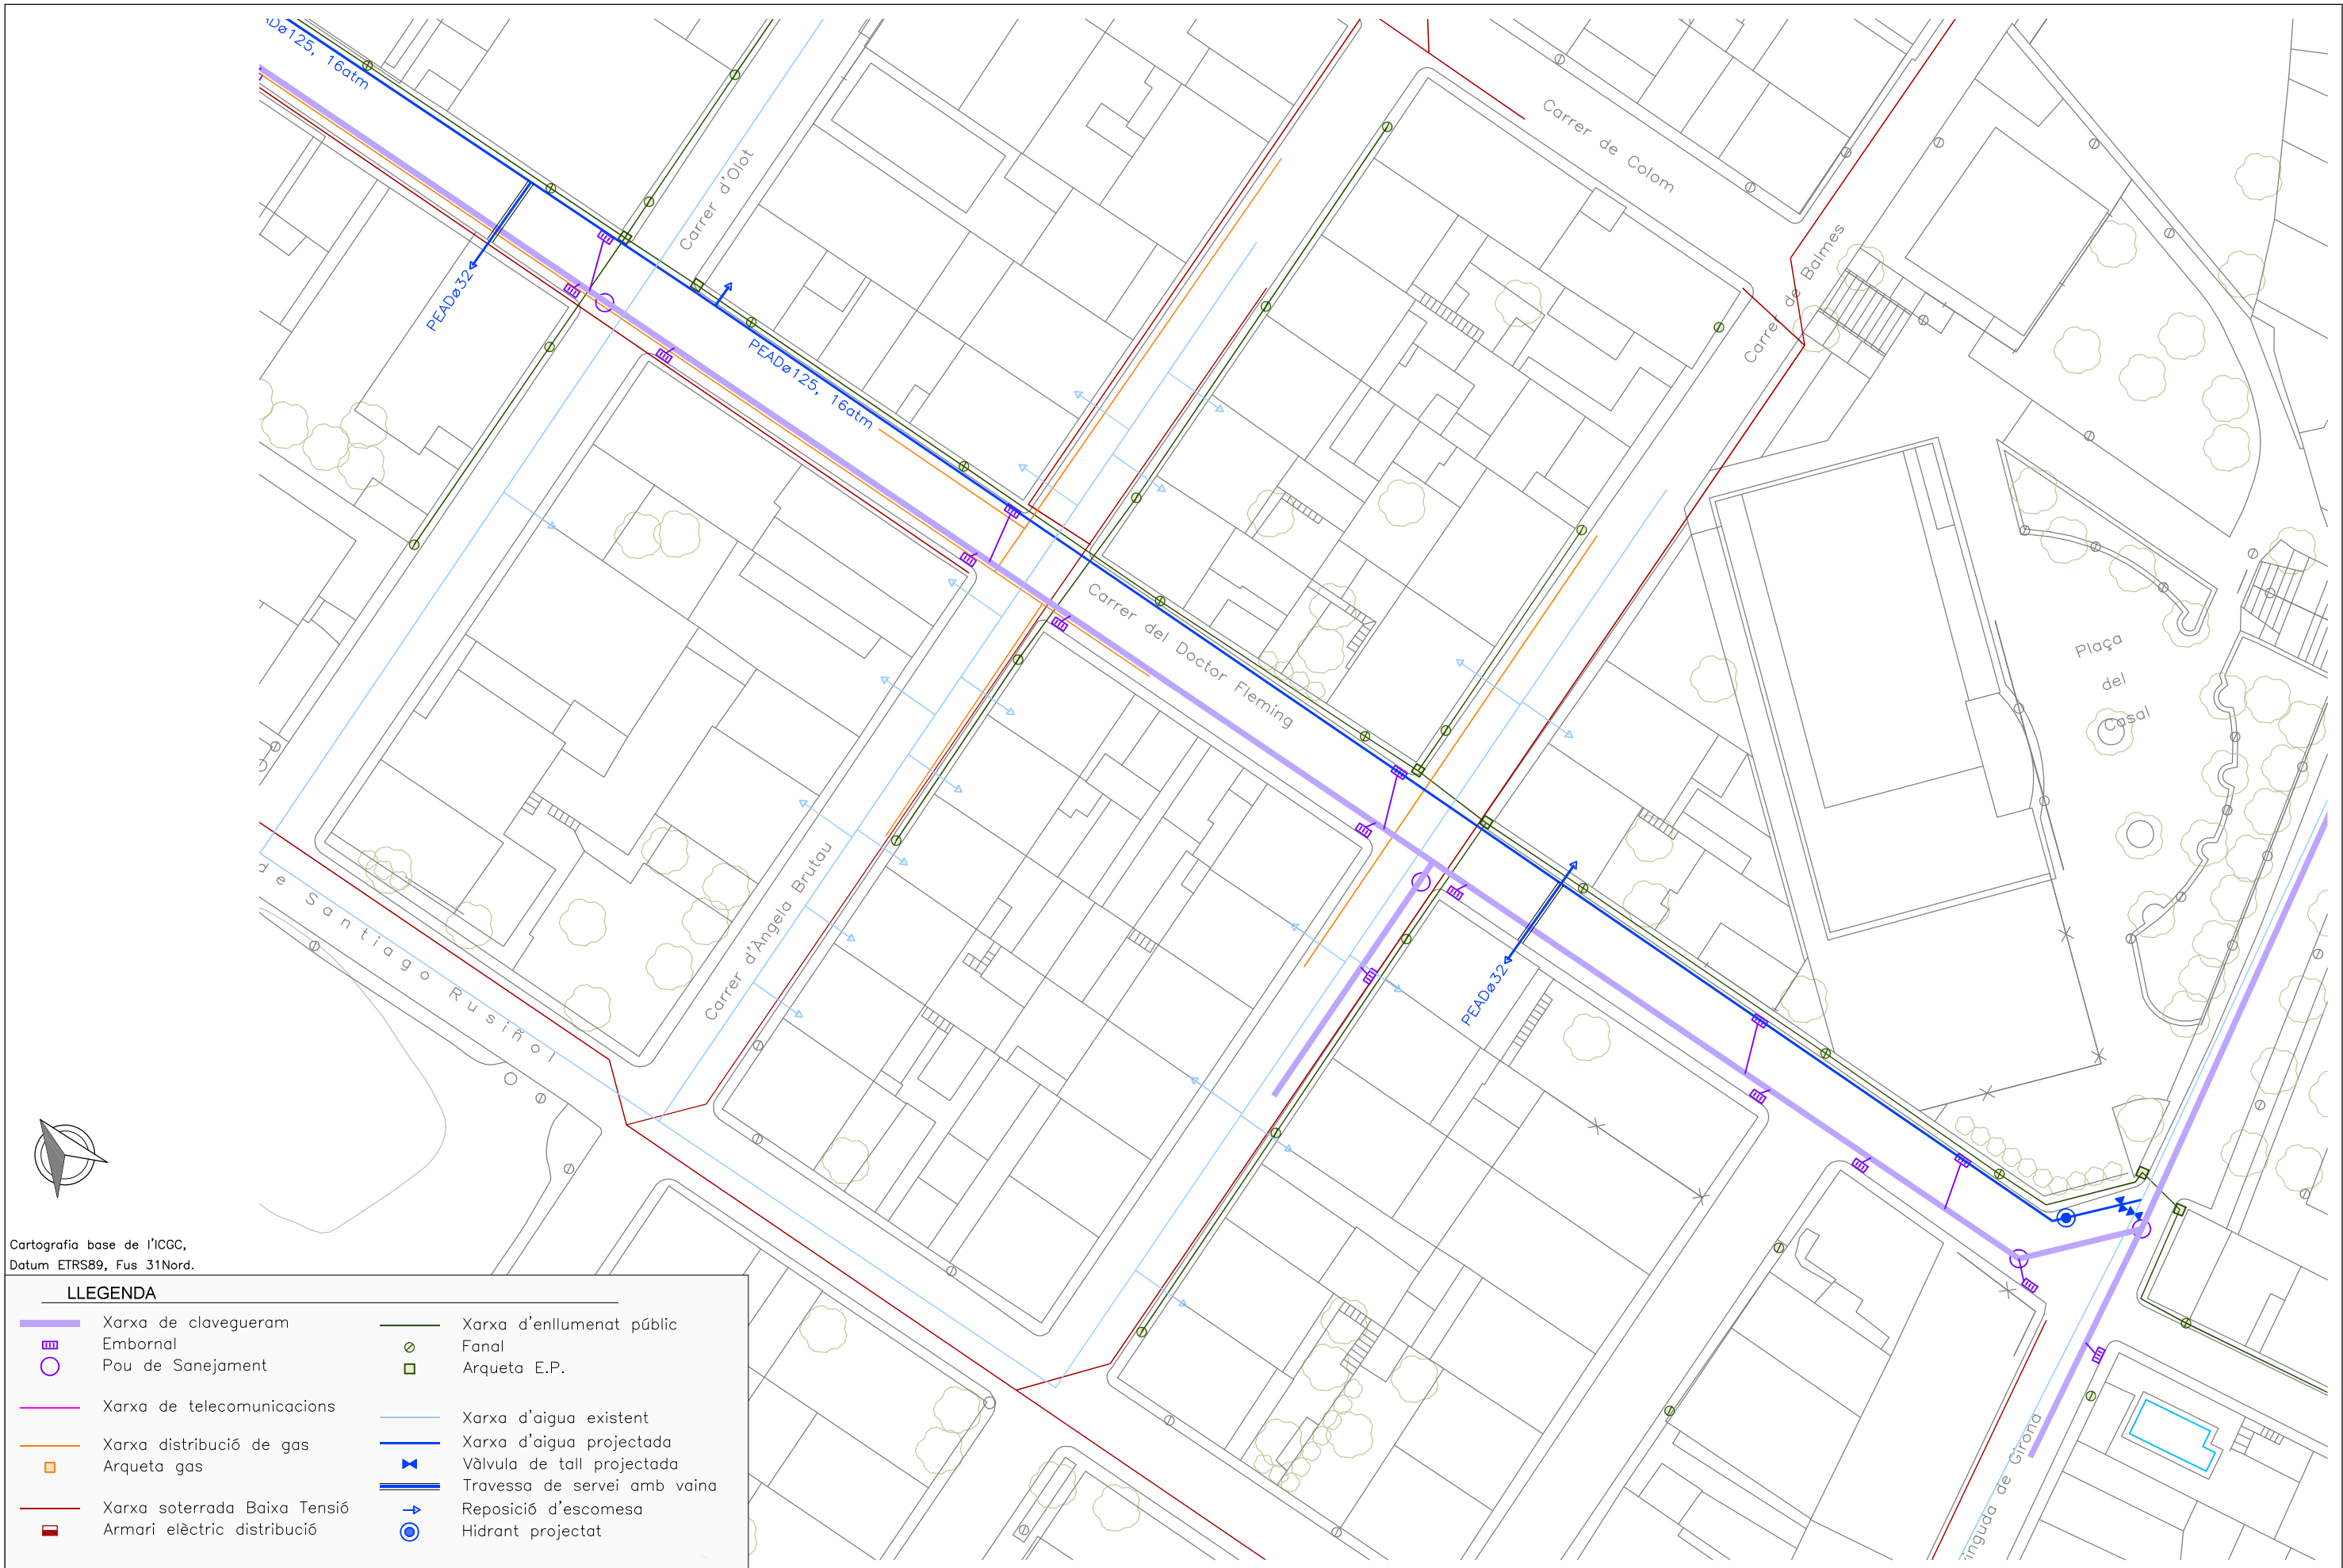 16atm
PEADø32
Carrer d'Olot
PEADø125, 16atm
Carrer de Colom
Carrer de Balmes
Carrer del Doctor Fleming
Plaça
del
Casal
PEADø32
Carrer d'Àngela Brutau
de Santiago Rusiñol
de Girona
Cartografia base de l'ICGC,
Datum ETRS89, Fus 31Nord.
LLEGENDA
Xarxa de clavegueram
Embornal
Pou de Sanejament
Xarxa de telecomunicacions
Xarxa distribució de gas
Arqueta gas
Xarxa soterrada Baixa Tensió
Armari elèctric distribució
Xarxa d'enllumenat públic
Fanal
Arqueta E.P.
Xarxa d'aigua existent
Xarxa d'aigua projectada
Vàlvula de tall projectada
Travessa de servei amb vaina
Reposició d'escomesa
Hidrant projectat